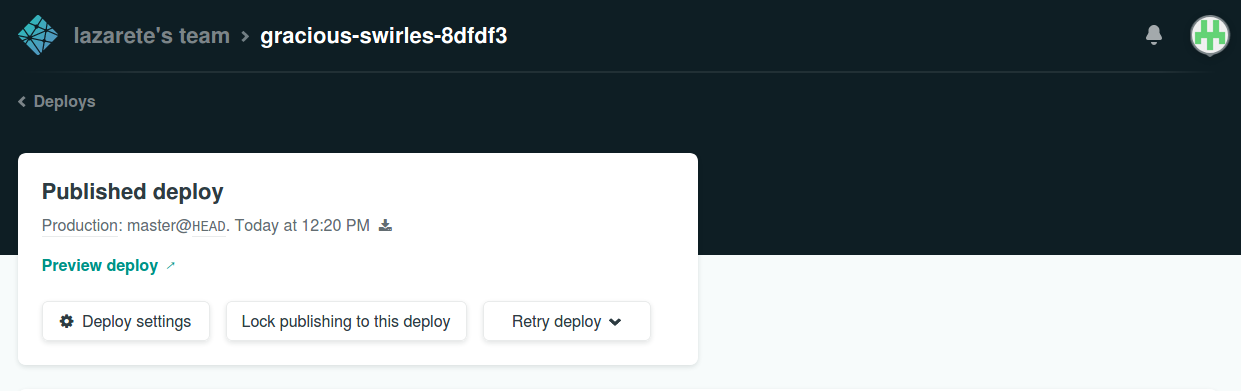 lazarete's team > gracious-swirles-8dfdf3
Deploys
Published deploy
Production: master@HEAD. Today at 12:20 PM
Preview deploy ↗
Deploy settings
Lock publishing to this deploy
Retry deploy